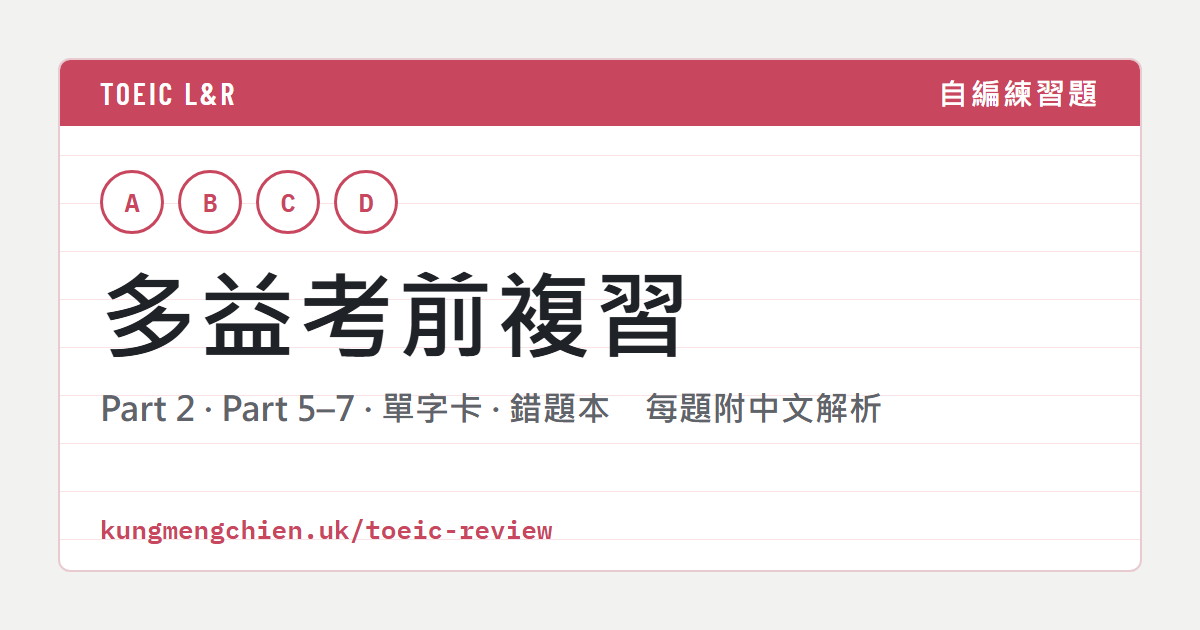 TOEIC L&R
自編練習題
A B C D
多益考前複習
Part 2 · Part 5–7 · 單字卡 · 錯題本　每題附中文解析
kungmengchien.uk/toeic-review